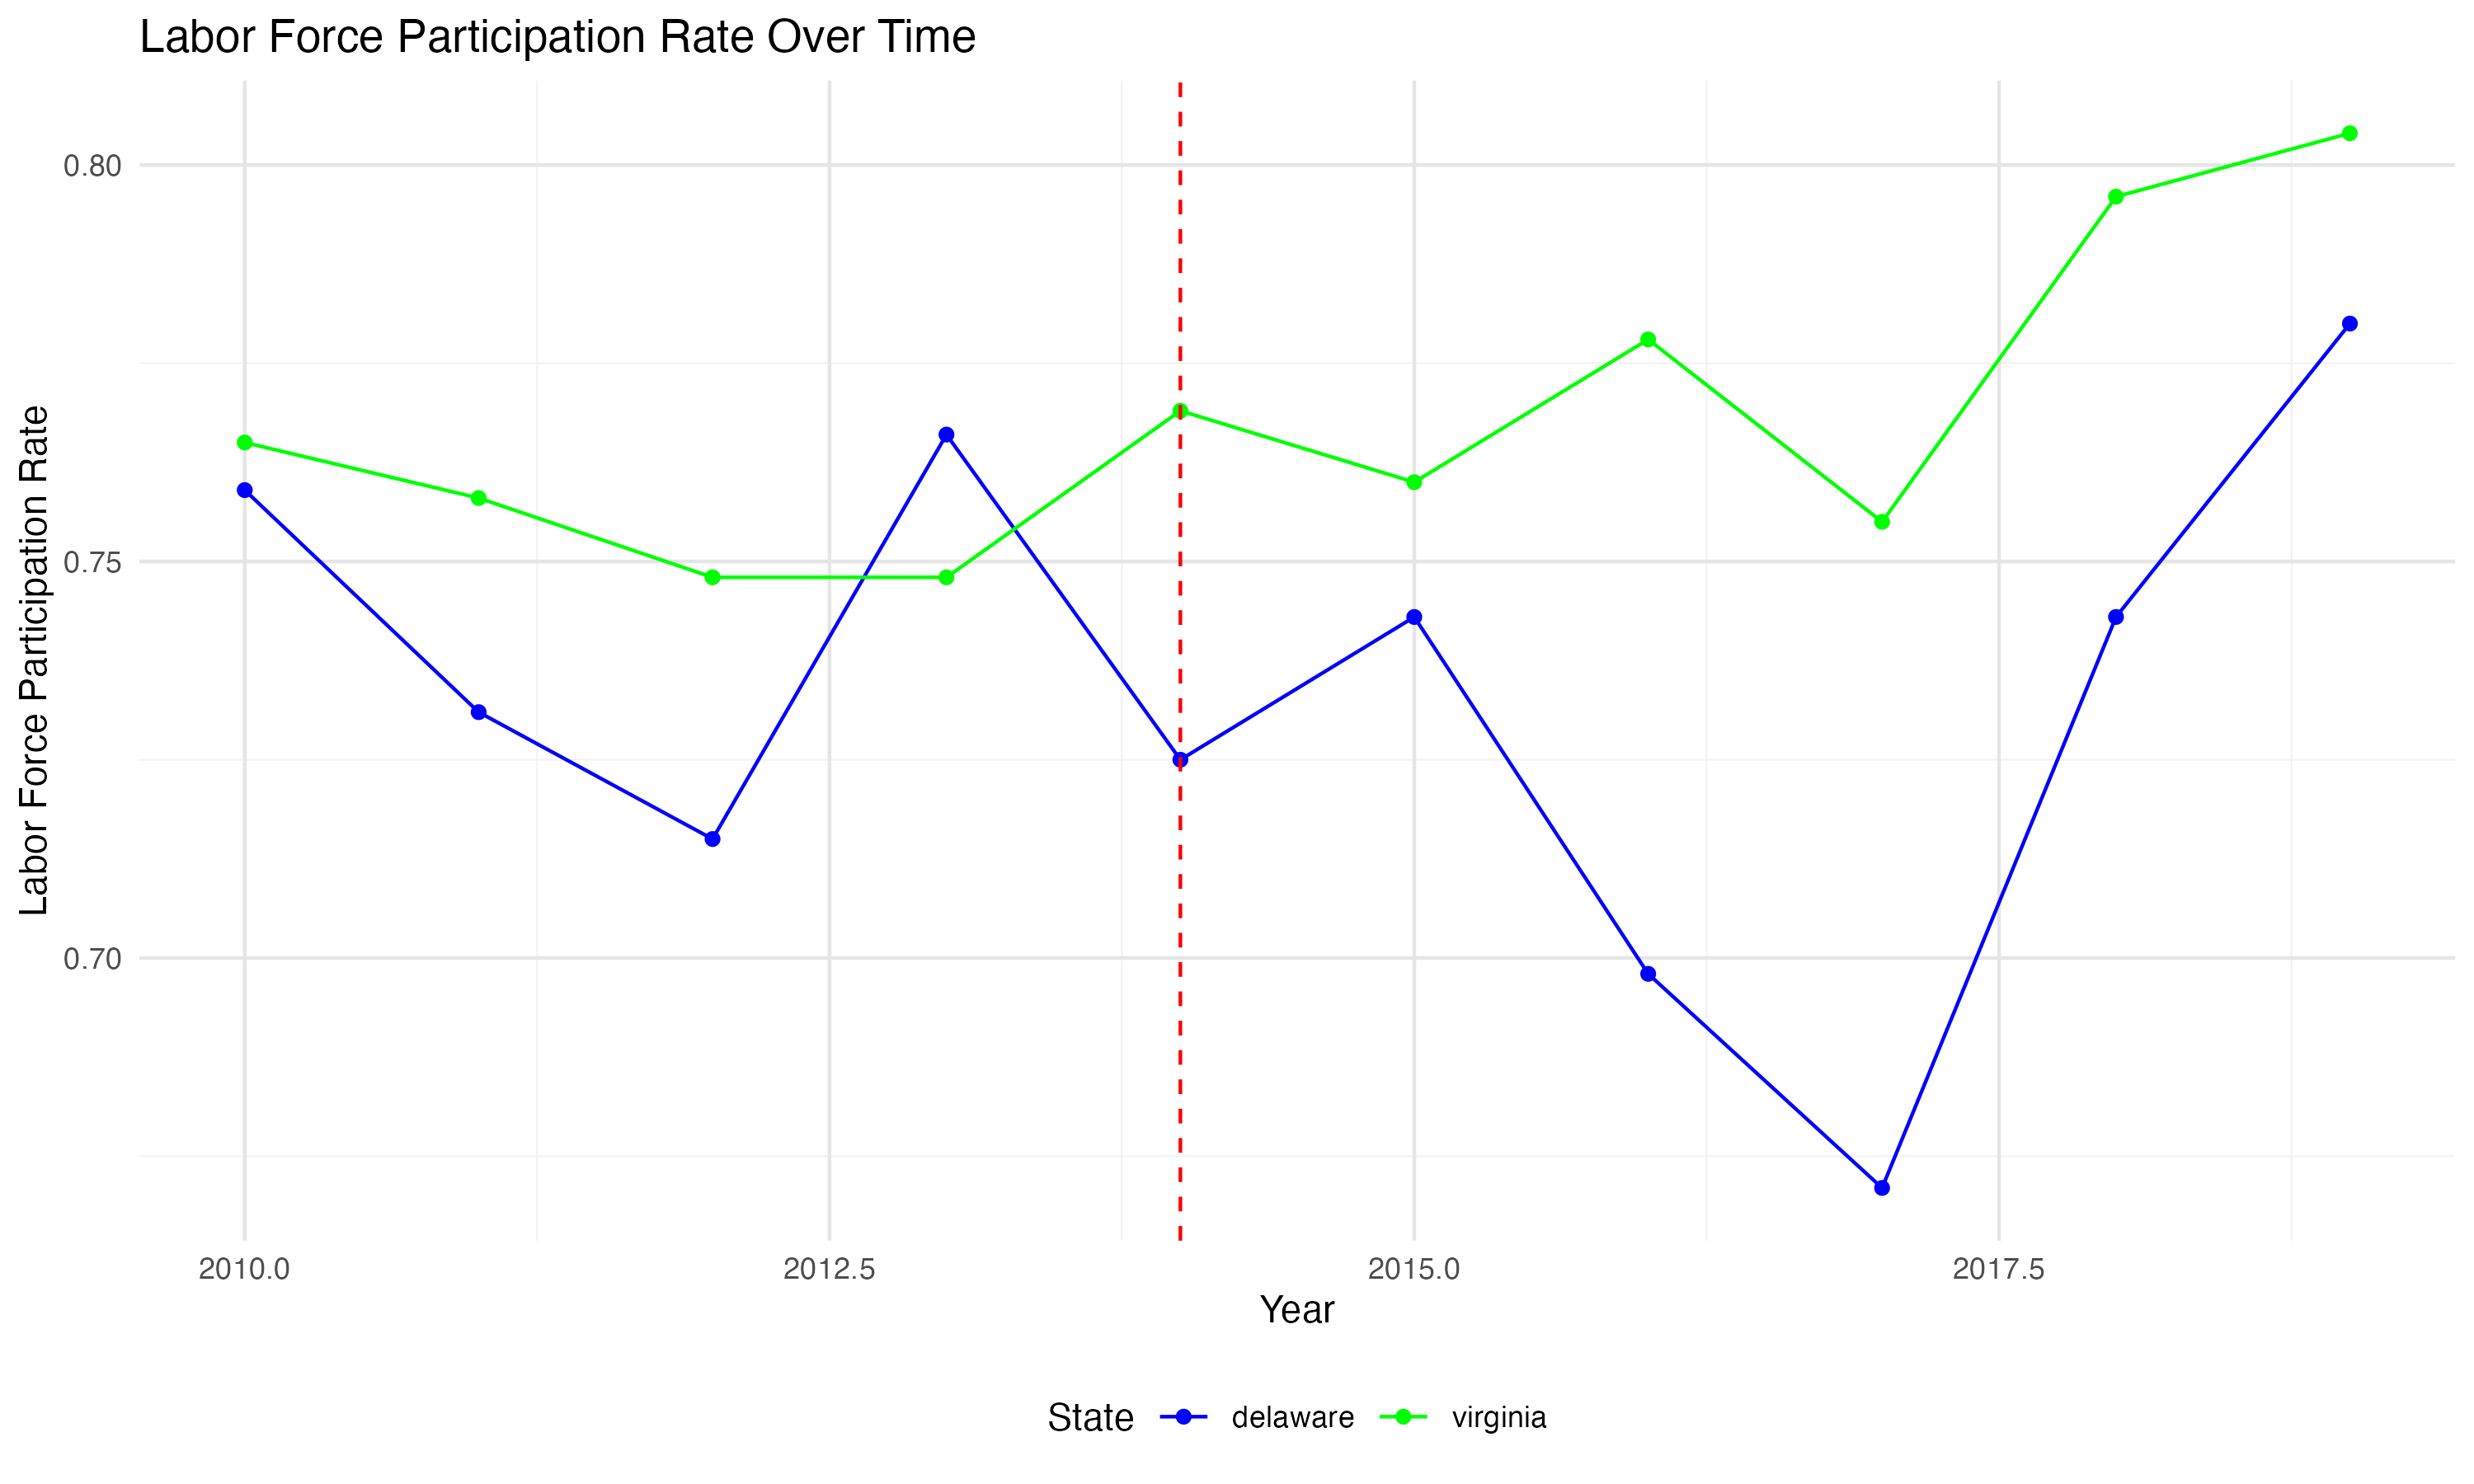 Labor Force Participation Rate Over Time
Labor Force Participation Rate
0.80
0.75
0.70
2010.0 2012.5 2015.0 2017.5
Year
State delaware virginia